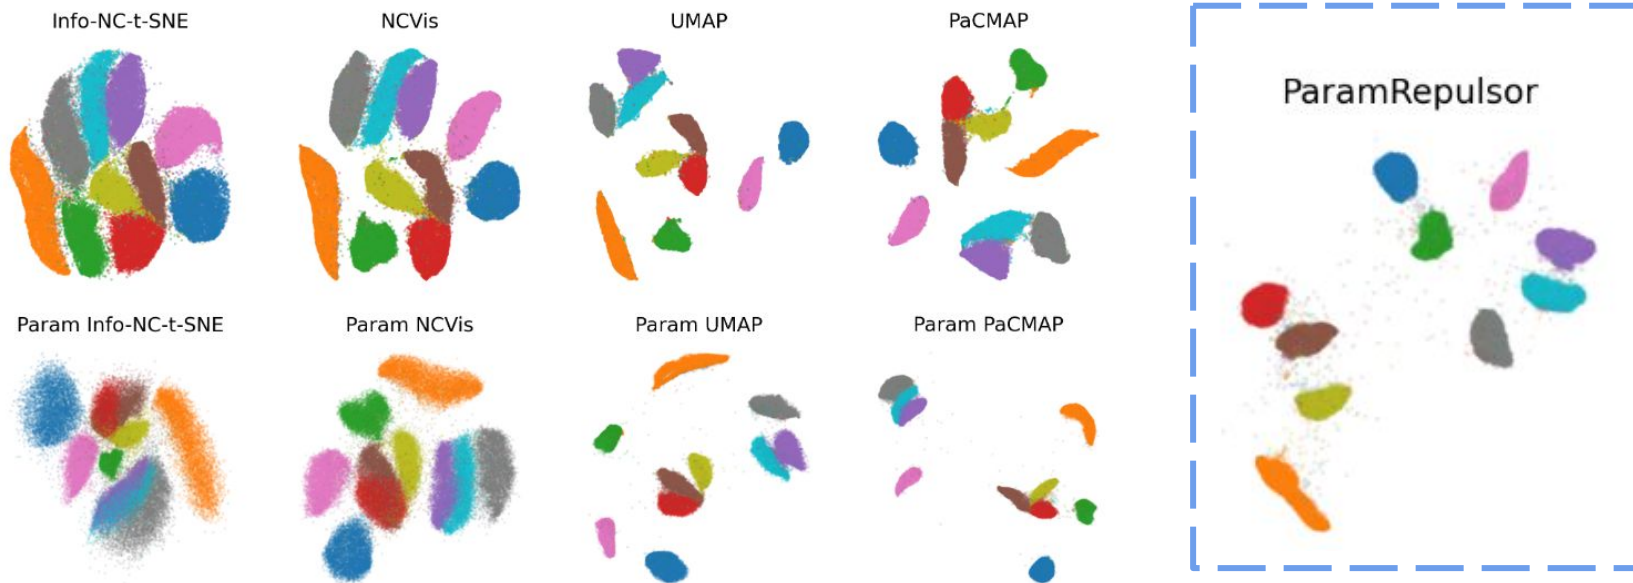 Info-NC-t-SNE
NCVis
UMAP
PaCMAP
ParamRepulsor
Param Info-NC-t-SNE
Param NCVis
Param UMAP
Param PaCMAP